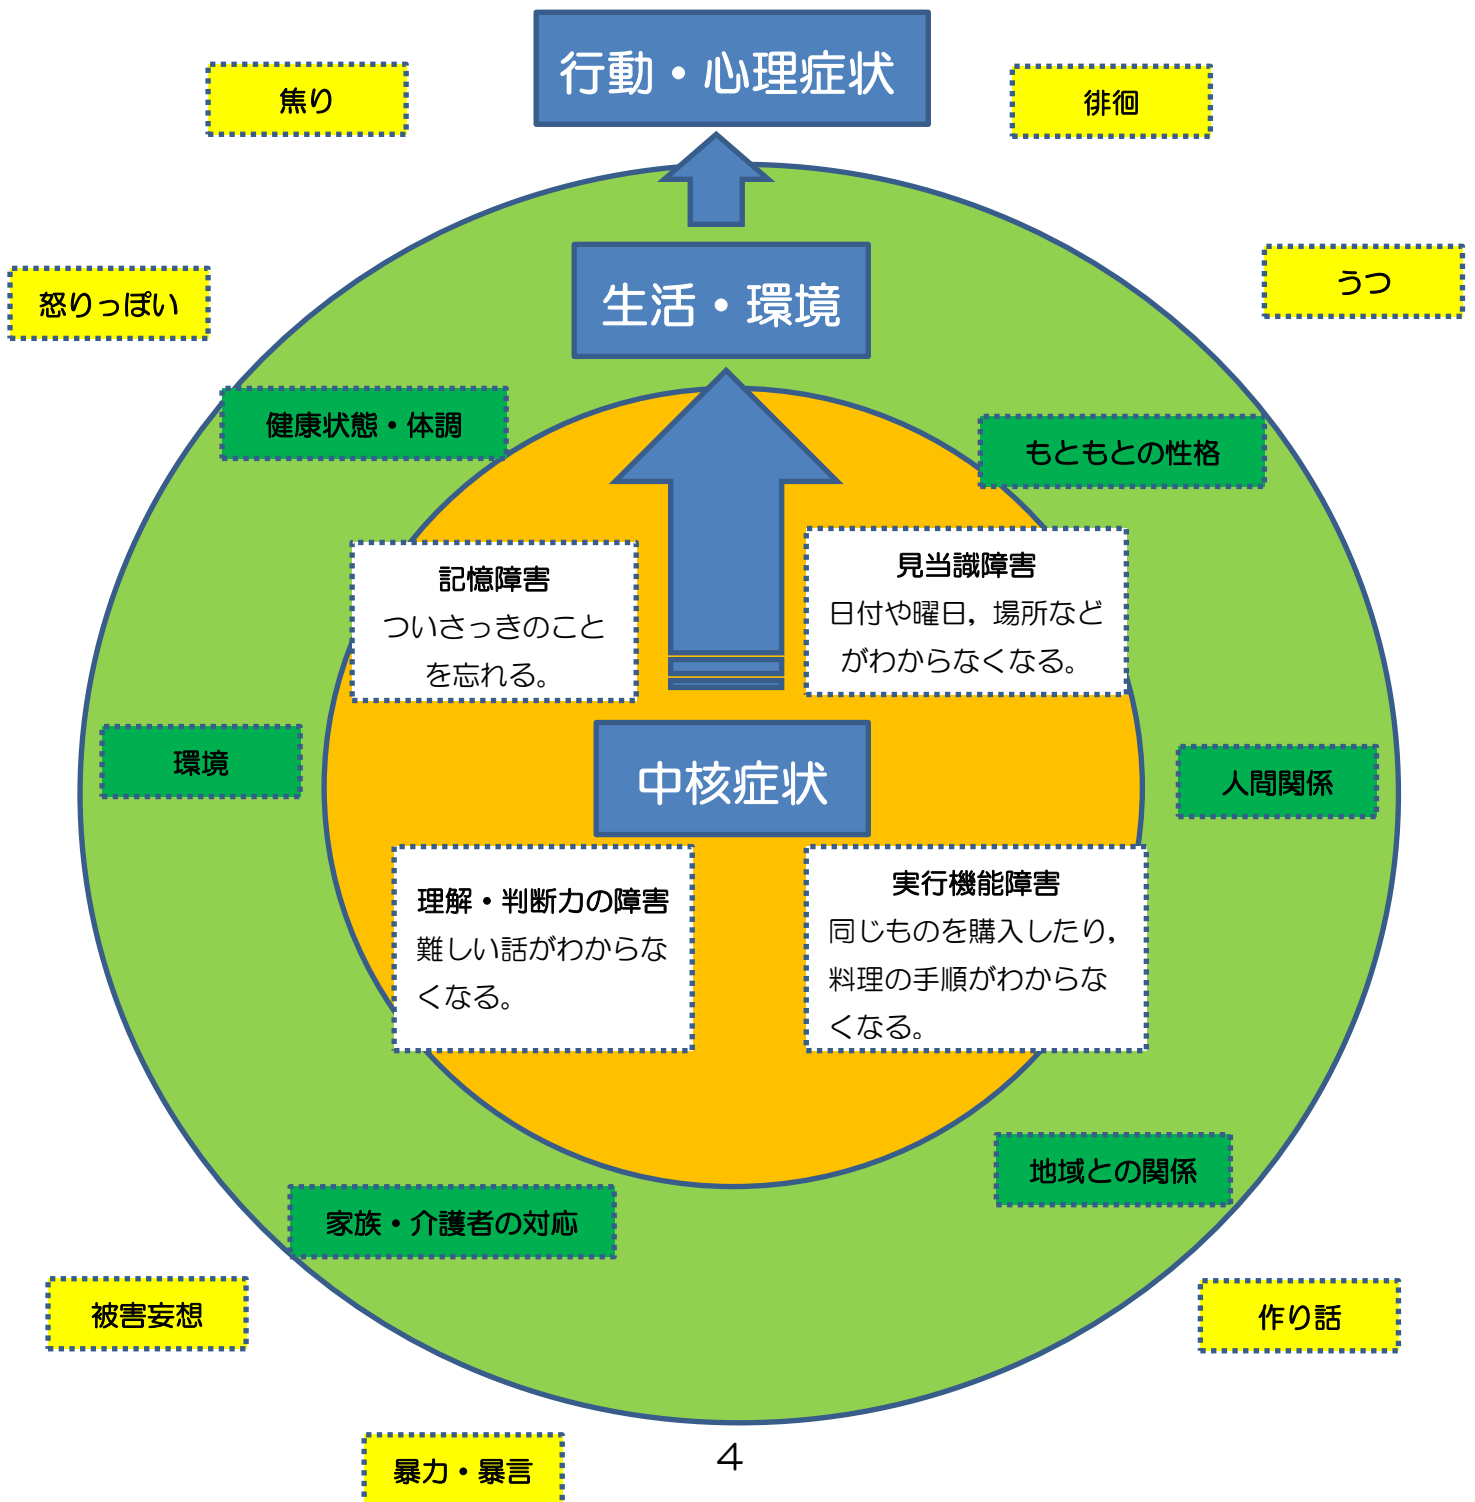 行動・心理症状
焦り
徘徊
生活・環境
怒りっぽい
うつ
健康状態・体調
もともとの性格
記憶障害
ついさっきのこと
を忘れる。
見当識障害
日付や曜日，場所など
がわからなくなる。
環境
中核症状
人間関係
理解・判断力の障害
難しい話がわからな
くなる。
実行機能障害
同じものを購入したり，
料理の手順がわからな
くなる。
地域との関係
家族・介護者の対応
被害妄想
作り話
暴力・暴言
4